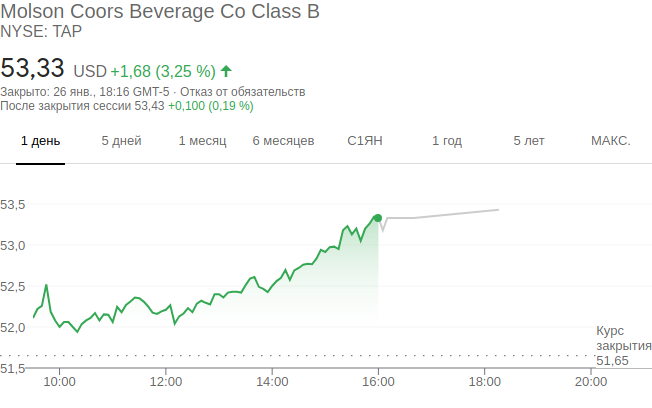 Molson Coors Beverage Co Class B
NYSE: TAP
53,33 USD +1,68 (3,25 %)
Закрыто: 26 янв., 18:16 GMT-5 · Отказ от обязательств
После закрытия сессии 53,43 +0,100 (0,19 %)
1 день 5 дней 1 месяц 6 месяцев С1ЯН 1 год 5 лет МАКС.
53,5
53,0
52,5
52,0
Курс
закрытия
51,65
51,5
10:00 12:00 14:00 16:00 18:00 20:00